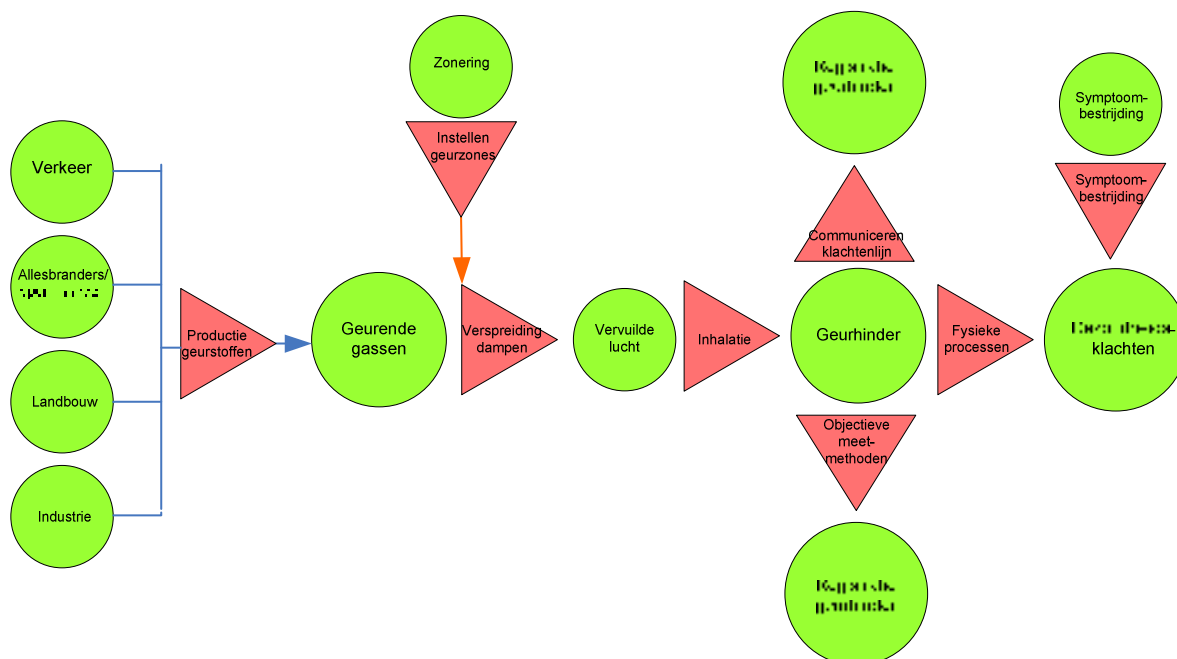 Zonering
Instellen
geurzones
Verkeer
Allesbranders/
Landbouw
Industrie
Productie
geurstoffen
Geurende
gassen
Verspreiding
dampen
Vervuilde
lucht
Inhalatie
Communiceren
klachtenlijn
Geurhinder
Objectieve
meet-
methoden
Fysieke
processen
Symptoom-
bestrijding
Symptoom-
bestrijding
klachten